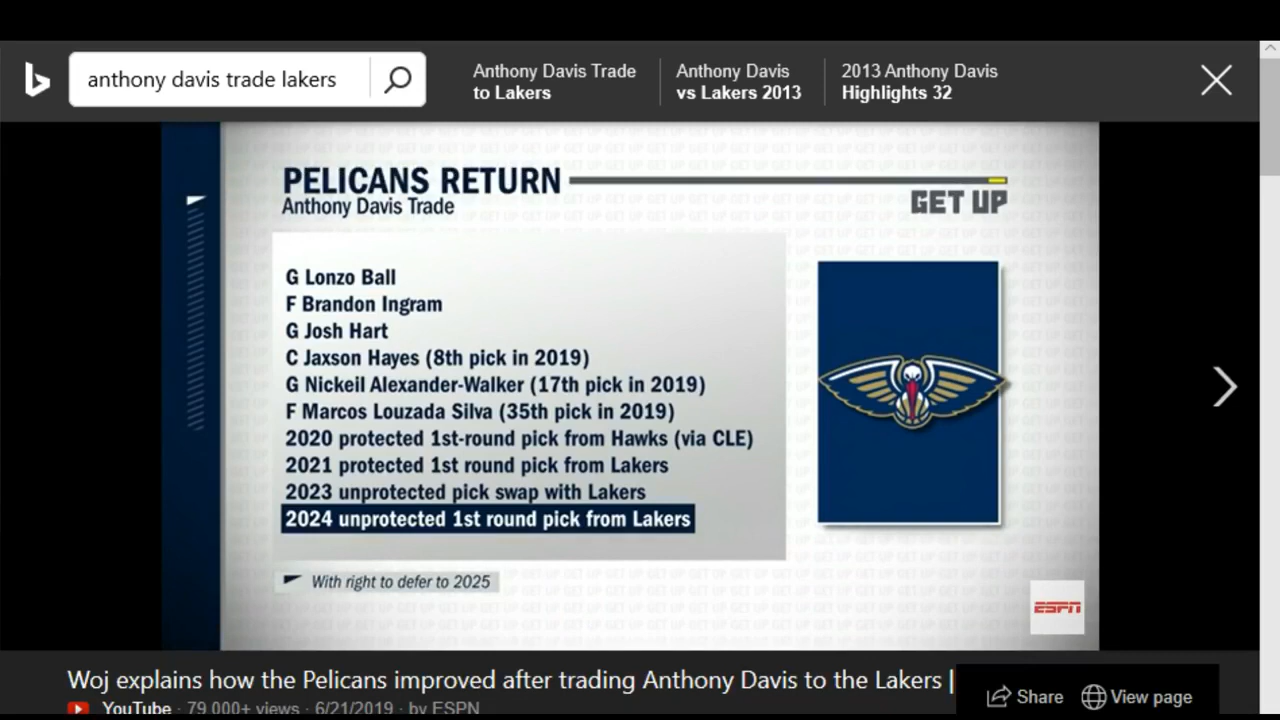 anthony davis trade lakers
Anthony Davis Trade
to Lakers
Anthony Davis
vs Lakers 2013
2013 Anthony Davis
Highlights 32
PELICANS RETURN
Anthony Davis Trade
GET UP
G Lonzo Ball
F Brandon Ingram
G Josh Hart
C Jaxson Hayes (8th pick in 2019)
G Nickeil Alexander-Walker (17th pick in 2019)
F Marcos Louzada Silva (35th pick in 2019)
2020 protected 1st-round pick from Hawks (via CLE)
2021 protected 1st round pick from Lakers
2023 unprotected pick swap with Lakers
2024 unprotected 1st round pick from Lakers
With right to defer to 2025
ESPN
Woj explains how the Pelicans improved after trading Anthony Davis to the Lakers |
YouTube · 79,000+ views · 6/21/2019 · by ESPN
Share
View page